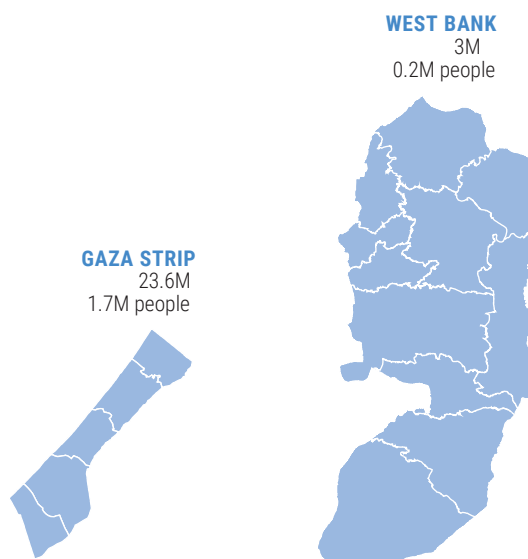 WEST BANK
3M
0.2M people
GAZA STRIP
23.6M
1.7M people